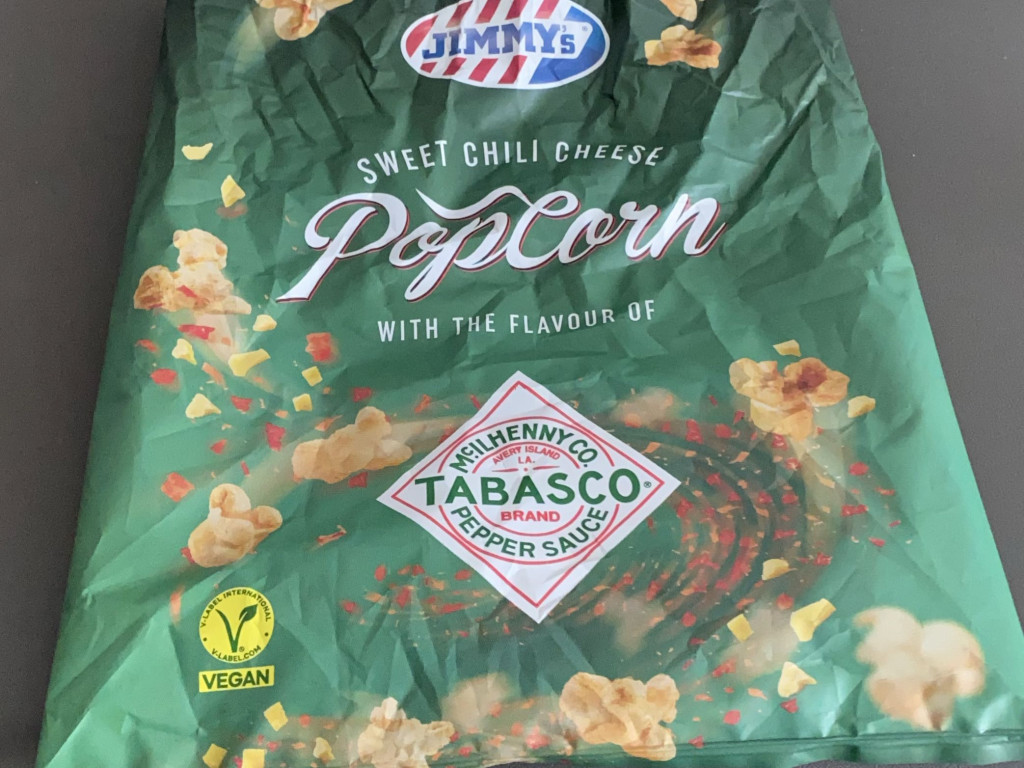 JIMMY's
SWEET CHILI CHEESE
PopCorn
WITH THE FLAVOUR OF
McILHENNY CO.
AVERY ISLAND
LA.
TABASCO®
BRAND
PEPPER SAUCE
V-LABEL INTERNATIONAL
®
V-LABEL.COM
VEGAN